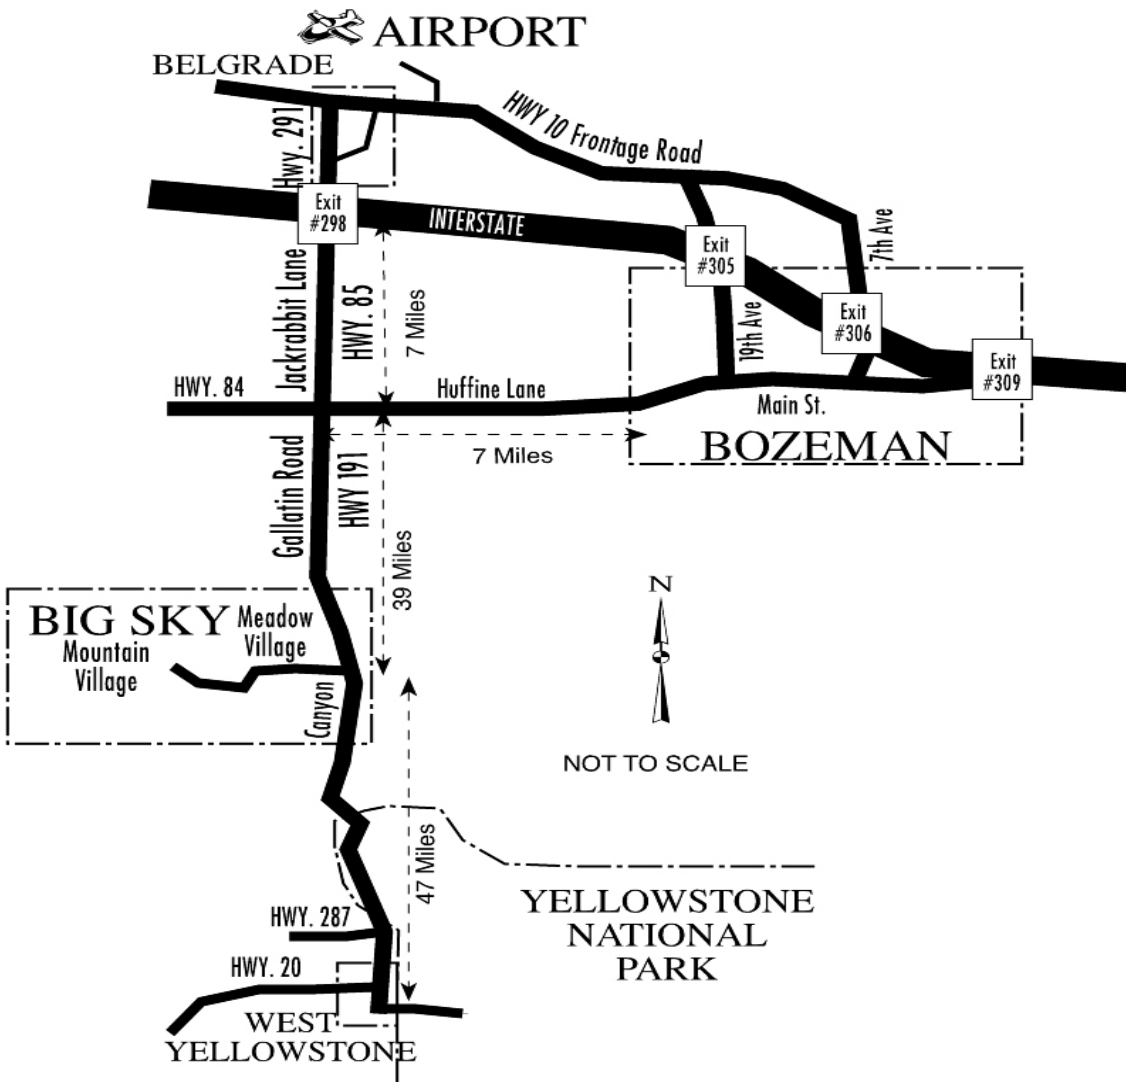 AIRPORT
BELGRADE
HWY 10 Frontage Road
Hwy. 291
Exit
#298
INTERSTATE
Exit
#305
7th Ave
Exit
#306
19th Ave
Exit
#309
Jackrabbit Lane
HWY. 85
7 Miles
HWY. 84
Huffine Lane
Main St.
BOZEMAN
7 Miles
Gallatin Road
HWY 191
39 Miles
N
NOT TO SCALE
BIG SKY
Meadow
Village
Mountain
Village
Canyon
47 Miles
YELLOWSTONE
NATIONAL
PARK
HWY. 287
HWY. 20
WEST
YELLOWSTONE